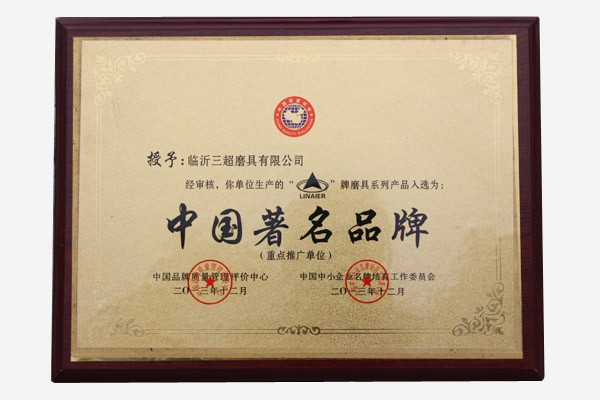 授予：临沂三超磨具有限公司
经审核，你单位生产的“LINAIER”牌磨具系列产品入选为：
中国著名品牌
（重点推广单位）
中国品牌质量管理评价中心 中国中小企业名牌培育工作委员会
二〇一三年十二月 二〇一三年十二月